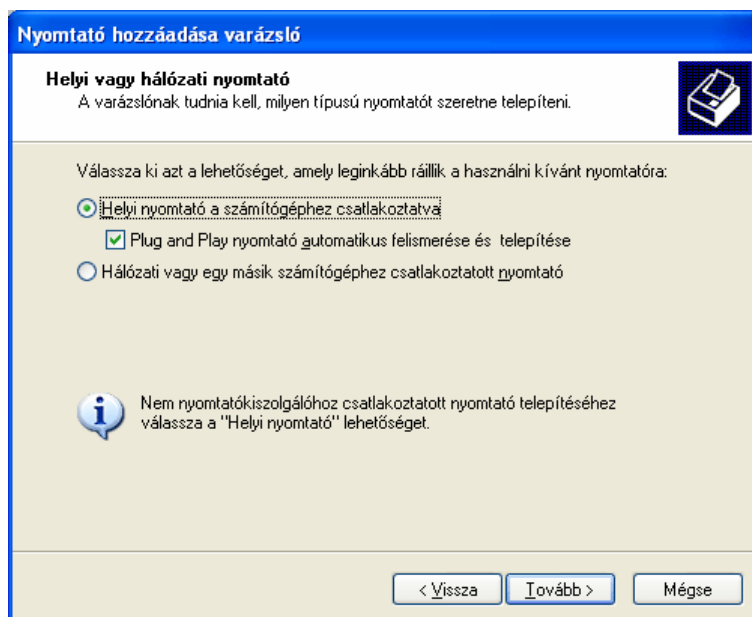 Nyomtató hozzáadása varázsló
Helyi vagy hálózati nyomtató
A varázslónak tudnia kell, milyen típusú nyomtatót szeretne telepíteni.
Válassza ki azt a lehetőséget, amely leginkább ráillik a használni kívánt nyomtatóra:
Helyi nyomtató a számítógéphez csatlakoztatva
Plug and Play nyomtató automatikus felismerése és telepítése
Hálózati vagy egy másik számítógéphez csatlakoztatott nyomtató
Nem nyomtatókiszolgálóhoz csatlakoztatott nyomtató telepítéséhez
válassza a "Helyi nyomtató" lehetőséget.
< Vissza Tovább > Mégse